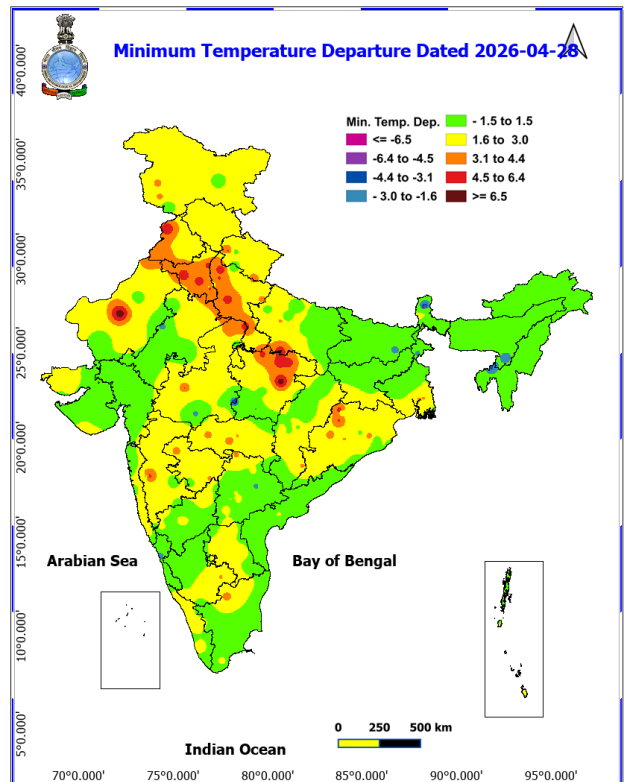 Minimum Temperature Departure Dated 2026-04-28
Min. Temp. Dep.
<= -6.5
-6.4 to -4.5
-4.4 to -3.1
- 3.0 to -1.6
- 1.5 to 1.5
1.6 to 3.0
3.1 to 4.4
4.5 to 6.4
>= 6.5
40°0.000'
35°0.000'
30°0.000'
25°0.000'
20°0.000'
15°0.000'
10°0.000'
5°0.000'
Arabian Sea
Bay of Bengal
Indian Ocean
0 250 500 km
70°0.000' 75°0.000' 80°0.000' 85°0.000' 90°0.000' 95°0.000'